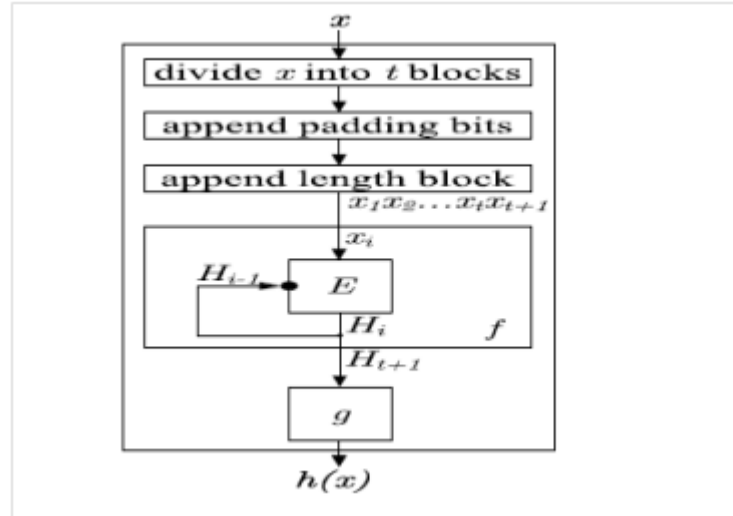 x
divide x into t blocks
append padding bits
append length block
x₁x₂...xₜxₜ₊₁
xᵢ
Hᵢ₋₁
E
Hᵢ
f
Hₜ₊₁
g
h(x)